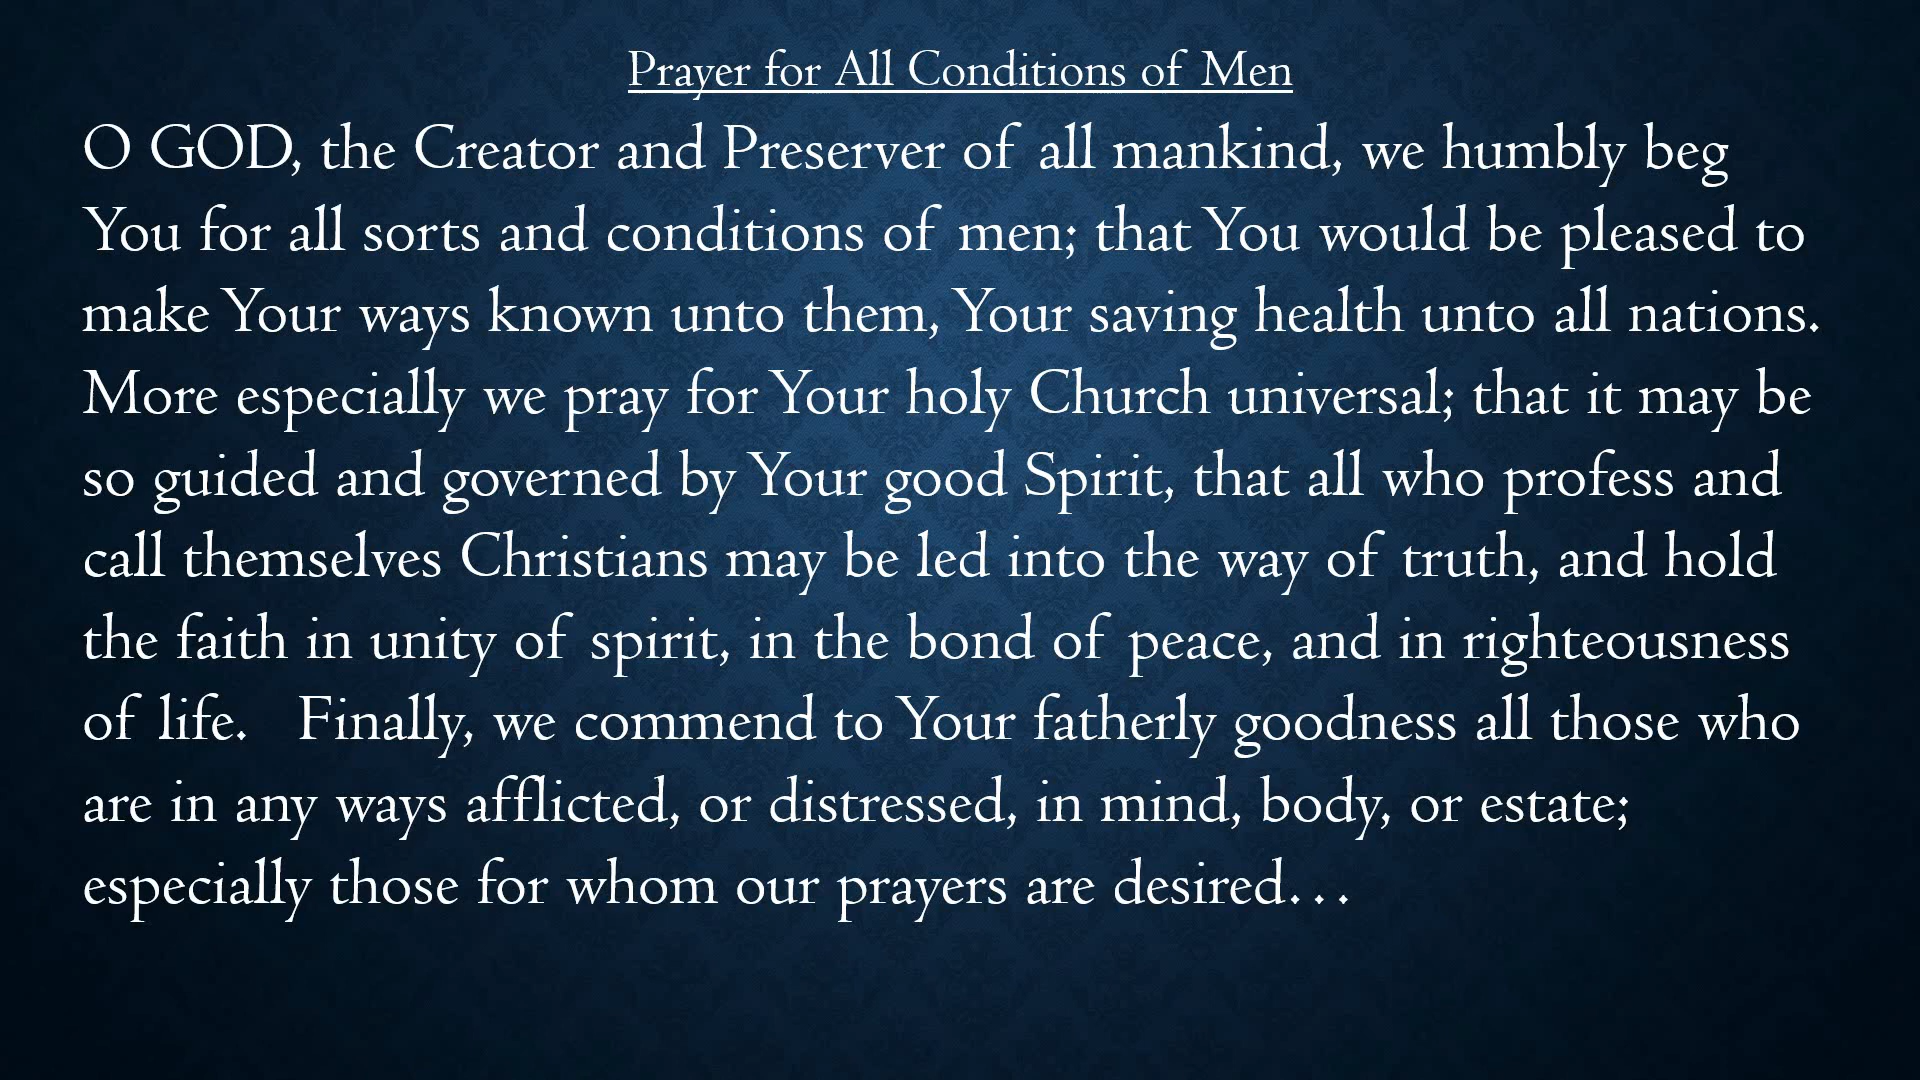 Prayer for All Conditions of Men
O GOD, the Creator and Preserver of all mankind, we humbly beg
You for all sorts and conditions of men; that You would be pleased to
make Your ways known unto them, Your saving health unto all nations.
More especially we pray for Your holy Church universal; that it may be
so guided and governed by Your good Spirit, that all who profess and
call themselves Christians may be led into the way of truth, and hold
the faith in unity of spirit, in the bond of peace, and in righteousness
of life.   Finally, we commend to Your fatherly goodness all those who
are in any ways afflicted, or distressed, in mind, body, or estate;
especially those for whom our prayers are desired…